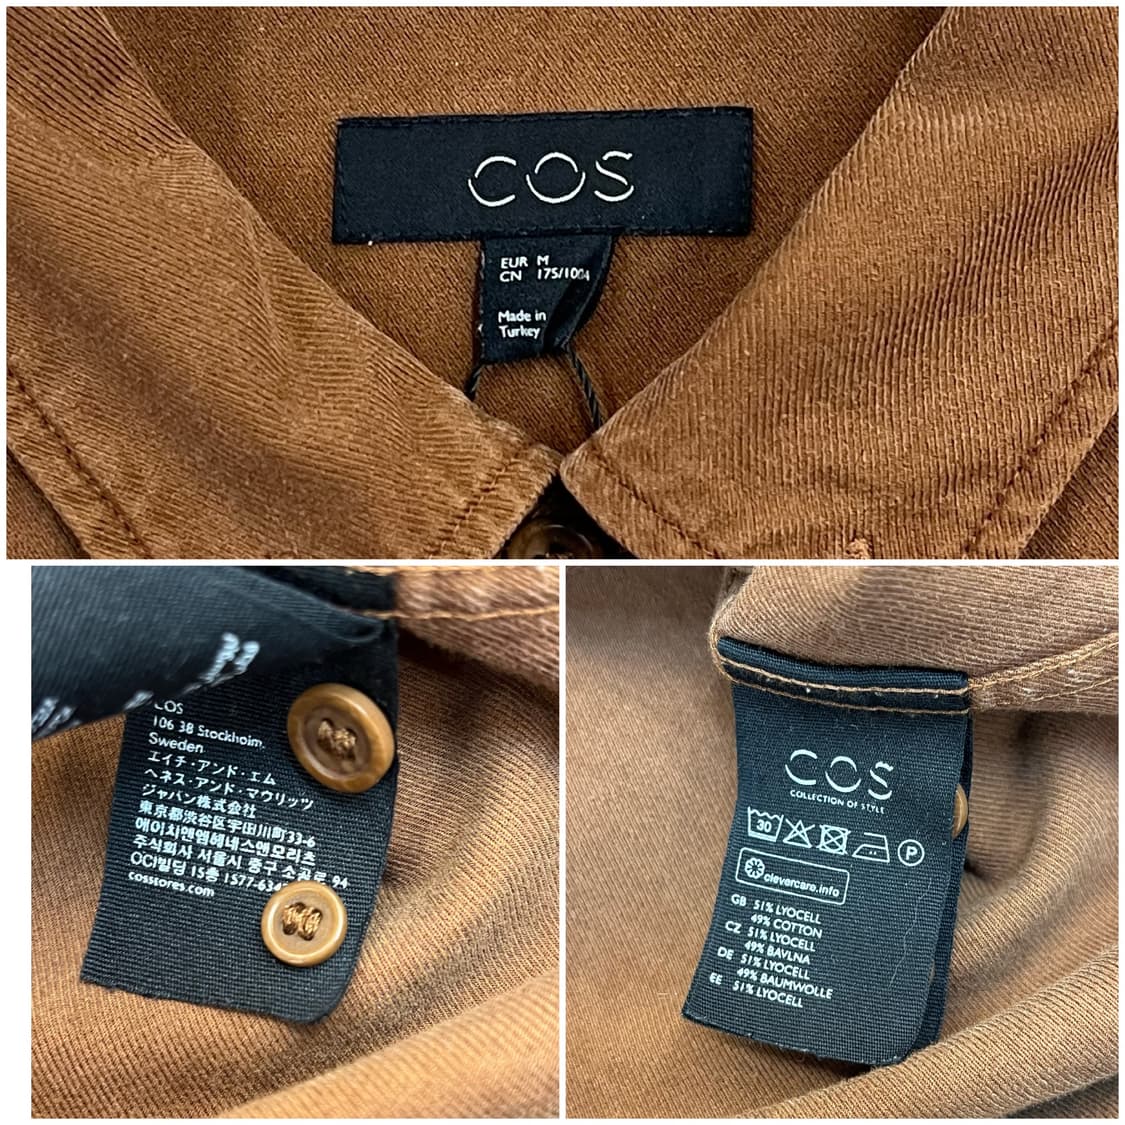 COS
EUR M
CN 175/100A
Made in
Turkey
COS
106 38 Stockholm,
Sweden
エイチ・アンド・エム
ヘネス・アンド・マウリッツ
ジャパン株式会社
東京都渋谷区宇田川町33-6
에이치앤엠헤네스앤모리츠
주식회사 서울시 중구 소공로 94
OCI빌딩 15층
cosstores.com
COS
COLLECTION OF STYLE
30
P
clevercare.info
GB 51% LYOCELL
49% COTTON
CZ 51% LYOCELL
49% BAVLNA
DE 51% LYOCELL
49% BAUMWOLLE
EE 51% LYOCELL